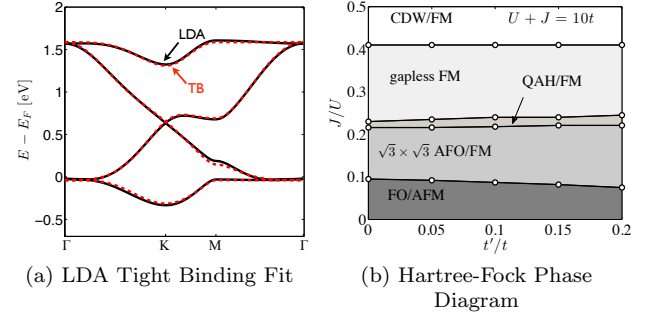 2
1.5
1
0.5
0
−0.5
E − E_F [eV]
LDA
TB
Γ
K
M
Γ
(a) LDA Tight Binding Fit
0.5
0.4
0.3
0.2
0.1
0
J/U
CDW/FM
U + J = 10t
gapless FM
QAH/FM
√3 × √3 AFO/FM
FO/AFM
0
0.05
0.1
0.15
0.2
t′/t
(b) Hartree-Fock Phase
Diagram